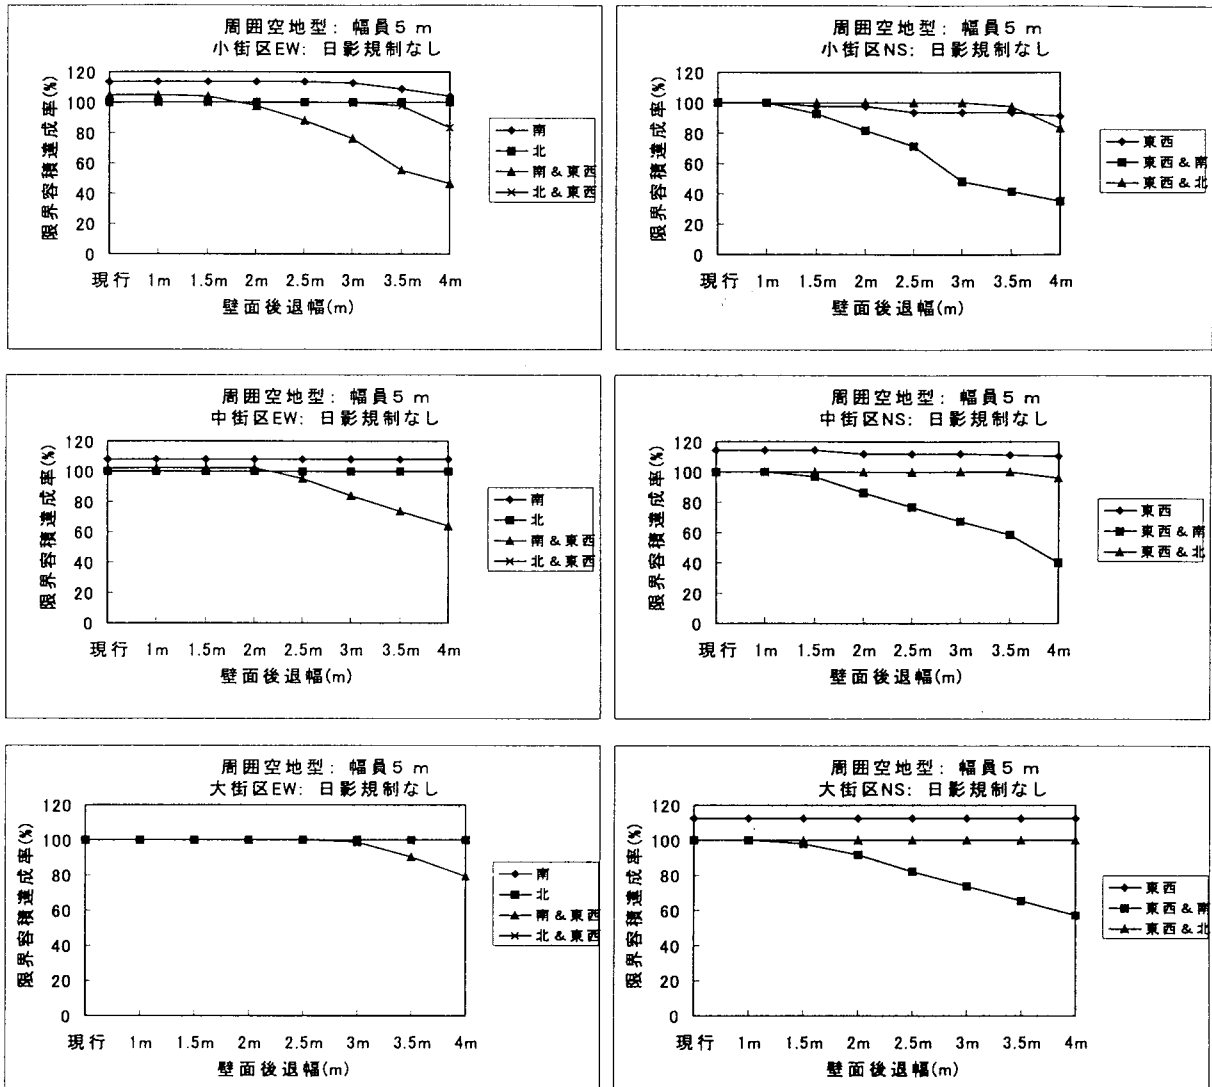 周囲空地型: 幅員5 m
小街区EW: 日影規制なし
限界容積達成率(%)
120
100
80
60
40
20
0
現行 1m 1.5m 2m 2.5m 3m 3.5m 4m
壁面後退幅(m)
南
北
南&東西
北&東西
周囲空地型: 幅員5 m
小街区NS: 日影規制なし
限界容積達成率(%)
120
100
80
60
40
20
0
現行 1m 1.5m 2m 2.5m 3m 3.5m 4m
壁面後退幅(m)
東西
東西&南
東西&北
周囲空地型: 幅員5 m
中街区EW: 日影規制なし
限界容積達成率(%)
120
100
80
60
40
20
0
現行 1m 1.5m 2m 2.5m 3m 3.5m 4m
壁面後退幅(m)
南
北
南&東西
北&東西
周囲空地型: 幅員5 m
中街区NS: 日影規制なし
限界容積達成率(%)
120
100
80
60
40
20
0
現行 1m 1.5m 2m 2.5m 3m 3.5m 4m
壁面後退幅(m)
東西
東西&南
東西&北
周囲空地型: 幅員5 m
大街区EW: 日影規制なし
限界容積達成率(%)
120
100
80
60
40
20
0
現行 1m 1.5m 2m 2.5m 3m 3.5m 4m
壁面後退幅(m)
南
北
南&東西
北&東西
周囲空地型: 幅員5 m
大街区NS: 日影規制なし
限界容積達成率(%)
120
100
80
60
40
20
0
現行 1m 1.5m 2m 2.5m 3m 3.5m 4m
壁面後退幅(m)
東西
東西&南
東西&北